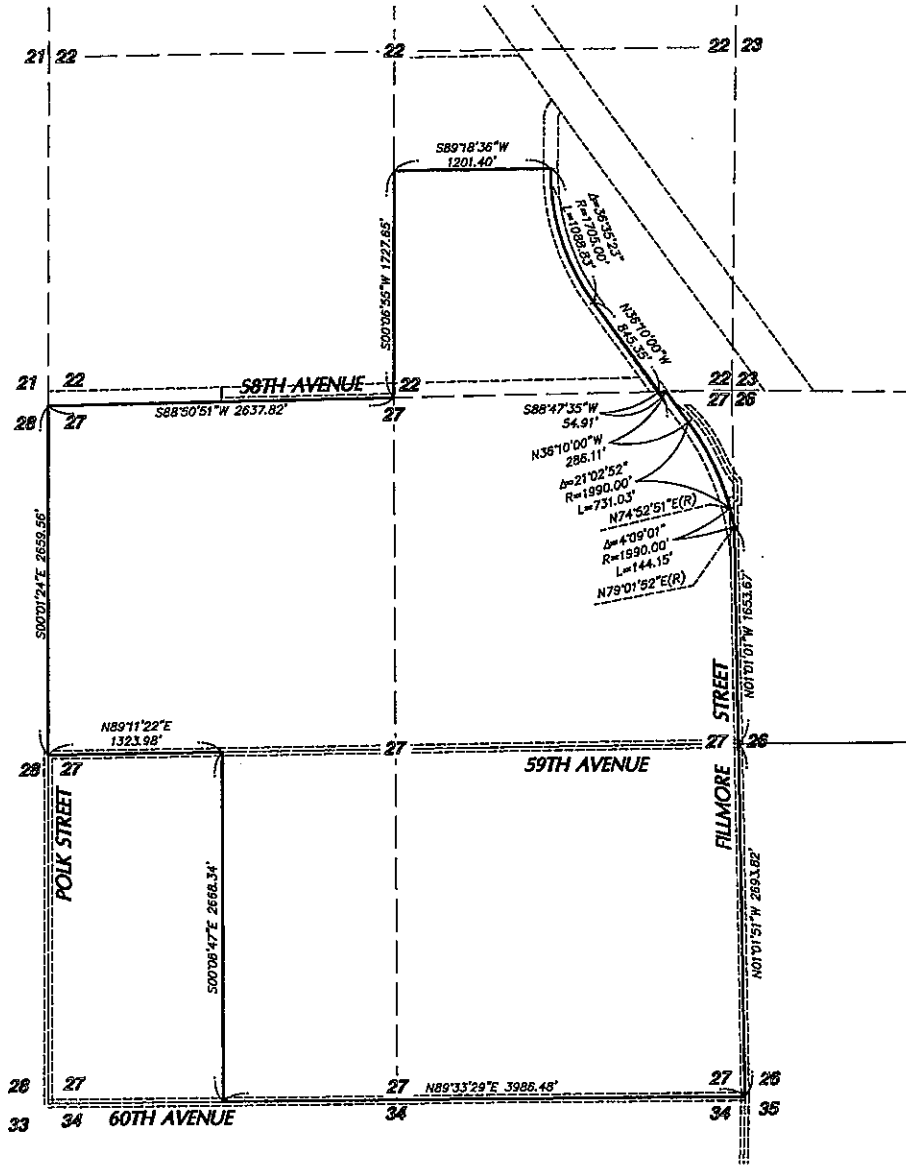 21 22
22
22 23
S89°18'36"W
1201.40'
Δ=36°35'23"
R=1705.00'
L=1088.83'
S00°06'55"W 1727.65'
N36°10'00"W
845.35'
21 22
58TH AVENUE
22
22 23
S88°50'51"W 2637.82'
28 27
27
27 26
S88°47'35"W
54.91'
N36°10'00"W
286.11'
Δ=21°02'52"
R=1990.00'
L=731.03'
N74°52'51"E(R)
Δ=4°09'01"
R=1990.00'
L=144.15'
N79°01'52"E(R)
S00°01'24"E 2659.56'
N01°01'01"W 1653.67'
N89°11'22"E
1323.98'
28 27
27
27 26
59TH AVENUE
FILLMORE STREET
POLK STREET
S00°08'47"E 2668.34'
N01°01'51"W 2693.82'
28 27
27
N89°33'29"E 3986.48'
27 26
33 34
60TH AVENUE
34
34 35